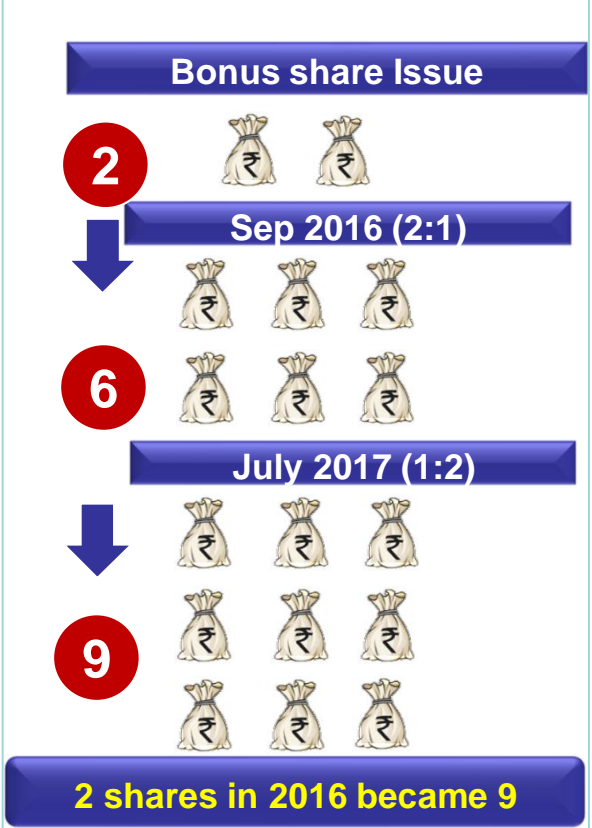 Bonus share Issue
2
₹ ₹
Sep 2016 (2:1)
₹ ₹ ₹
6
₹ ₹ ₹
July 2017 (1:2)
₹ ₹ ₹
₹ ₹ ₹
9
₹ ₹ ₹
2 shares in 2016 became 9